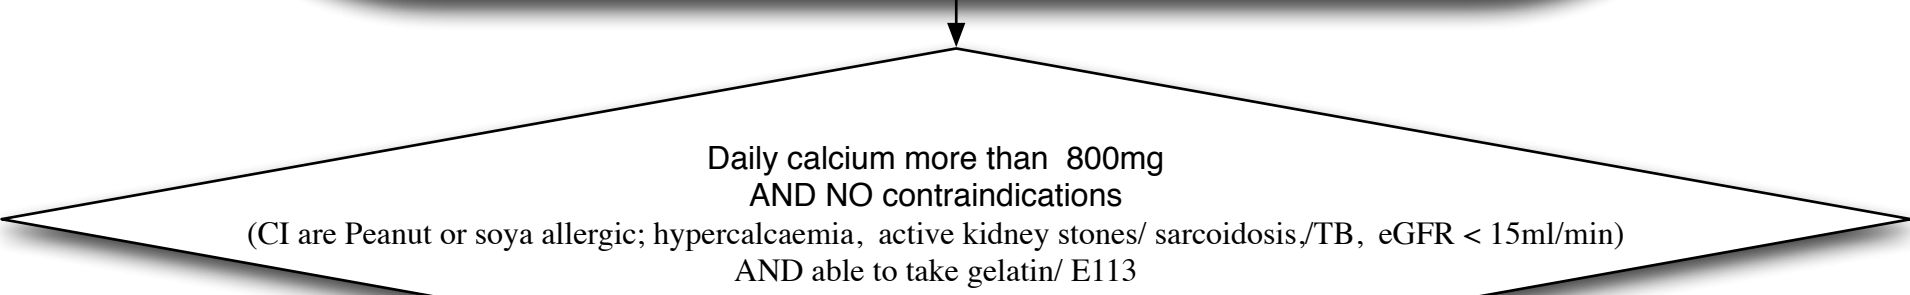 Daily calcium more than  800mg
AND NO contraindications
(CI are Peanut or soya allergic; hypercalcaemia,  active kidney stones/ sarcoidosis,/TB,  eGFR < 15ml/min)
AND able to take gelatin/ E113